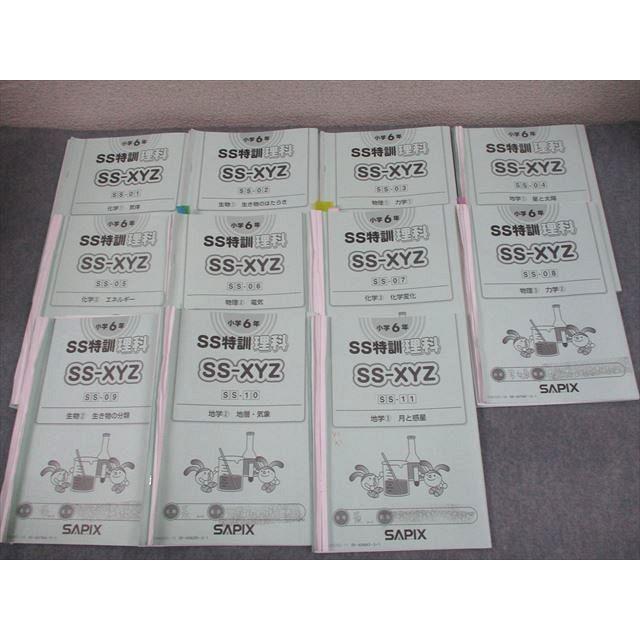 小学6年
SS特訓理科
SS-XYZ
SS-01
化学① 気体
小学6年
SS特訓理科
SS-XYZ
SS-02
生物① 生き物のはたらき
小学6年
SS特訓理科
SS-XYZ
SS-03
物理① 力学①
小学6年
SS特訓理科
SS-XYZ
SS-04
地学① 星と太陽
小学6年
SS特訓理科
SS-XYZ
SS-05
化学② エネルギー
小学6年
SS特訓理科
SS-XYZ
SS-06
物理② 電気
小学6年
SS特訓理科
SS-XYZ
SS-07
化学③ 化学変化
小学6年
SS特訓理科
SS-XYZ
SS-08
物理③ 力学②
SAPIX
小学6年
SS特訓理科
SS-XYZ
SS-09
生物② 生き物の分類
SAPIX
小学6年
SS特訓理科
SS-XYZ
SS-10
地学② 地層・気象
SAPIX
小学6年
SS特訓理科
SS-XYZ
SS-11
地学③ 月と惑星
SAPIX